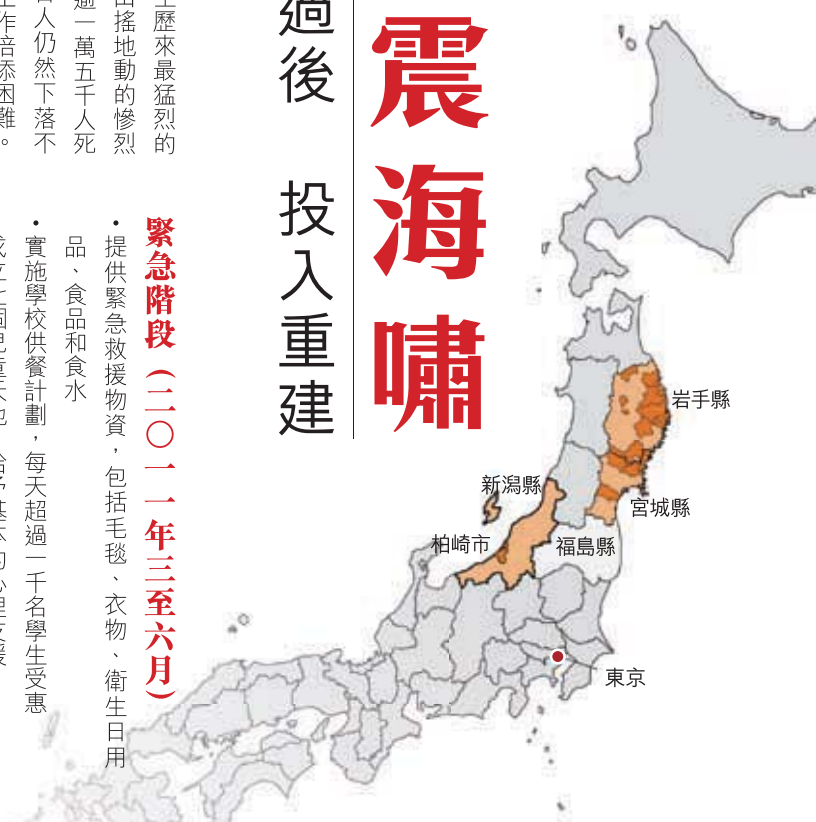 震海嘯
過後 投入重建
歷來最猛烈的
搖地動的慘烈
一萬五千人死
人仍然下落不
作倍添困難。
緊急階段（二〇一一年三至六月）
•提供緊急救援物資，包括毛毯、衣物、衛生日用
品、食品和食水
•實施學校供餐計劃，每天超過一千名學生受惠
岩手縣
宮城縣
新潟縣
柏崎市
福島縣
東京